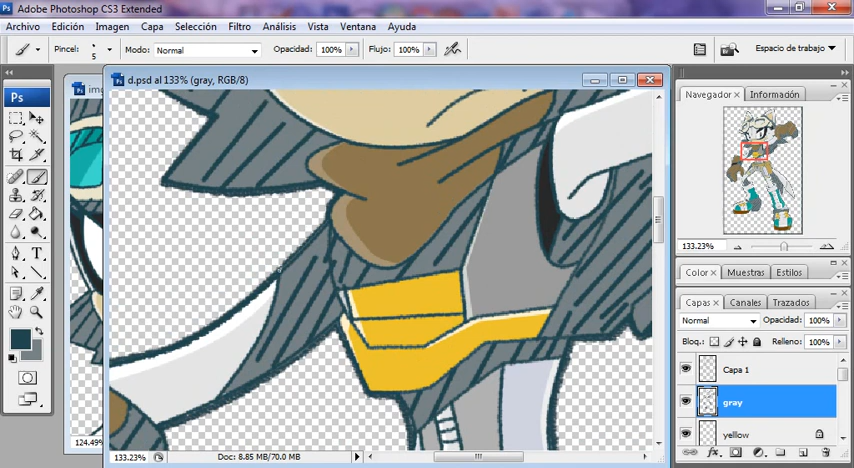 Ps Adobe Photoshop CS3 Extended
Archivo Edición Imagen Capa Selección Filtro Análisis Vista Ventana Ayuda
Pincel: 5 Modo: Normal Opacidad: 100% Flujo: 100% Espacio de trabajo
Ps d.psd al 133% (gray, RGB/8)
Ps
Navegador Información
133.23%
Color Muestras Estilos
Capas Canales Trazados
Normal Opacidad: 100%
Bloq.: Relleno: 100%
Capa 1
gray
yellow
124.49%
133.23% Doc: 8.85 MB/70.0 MB